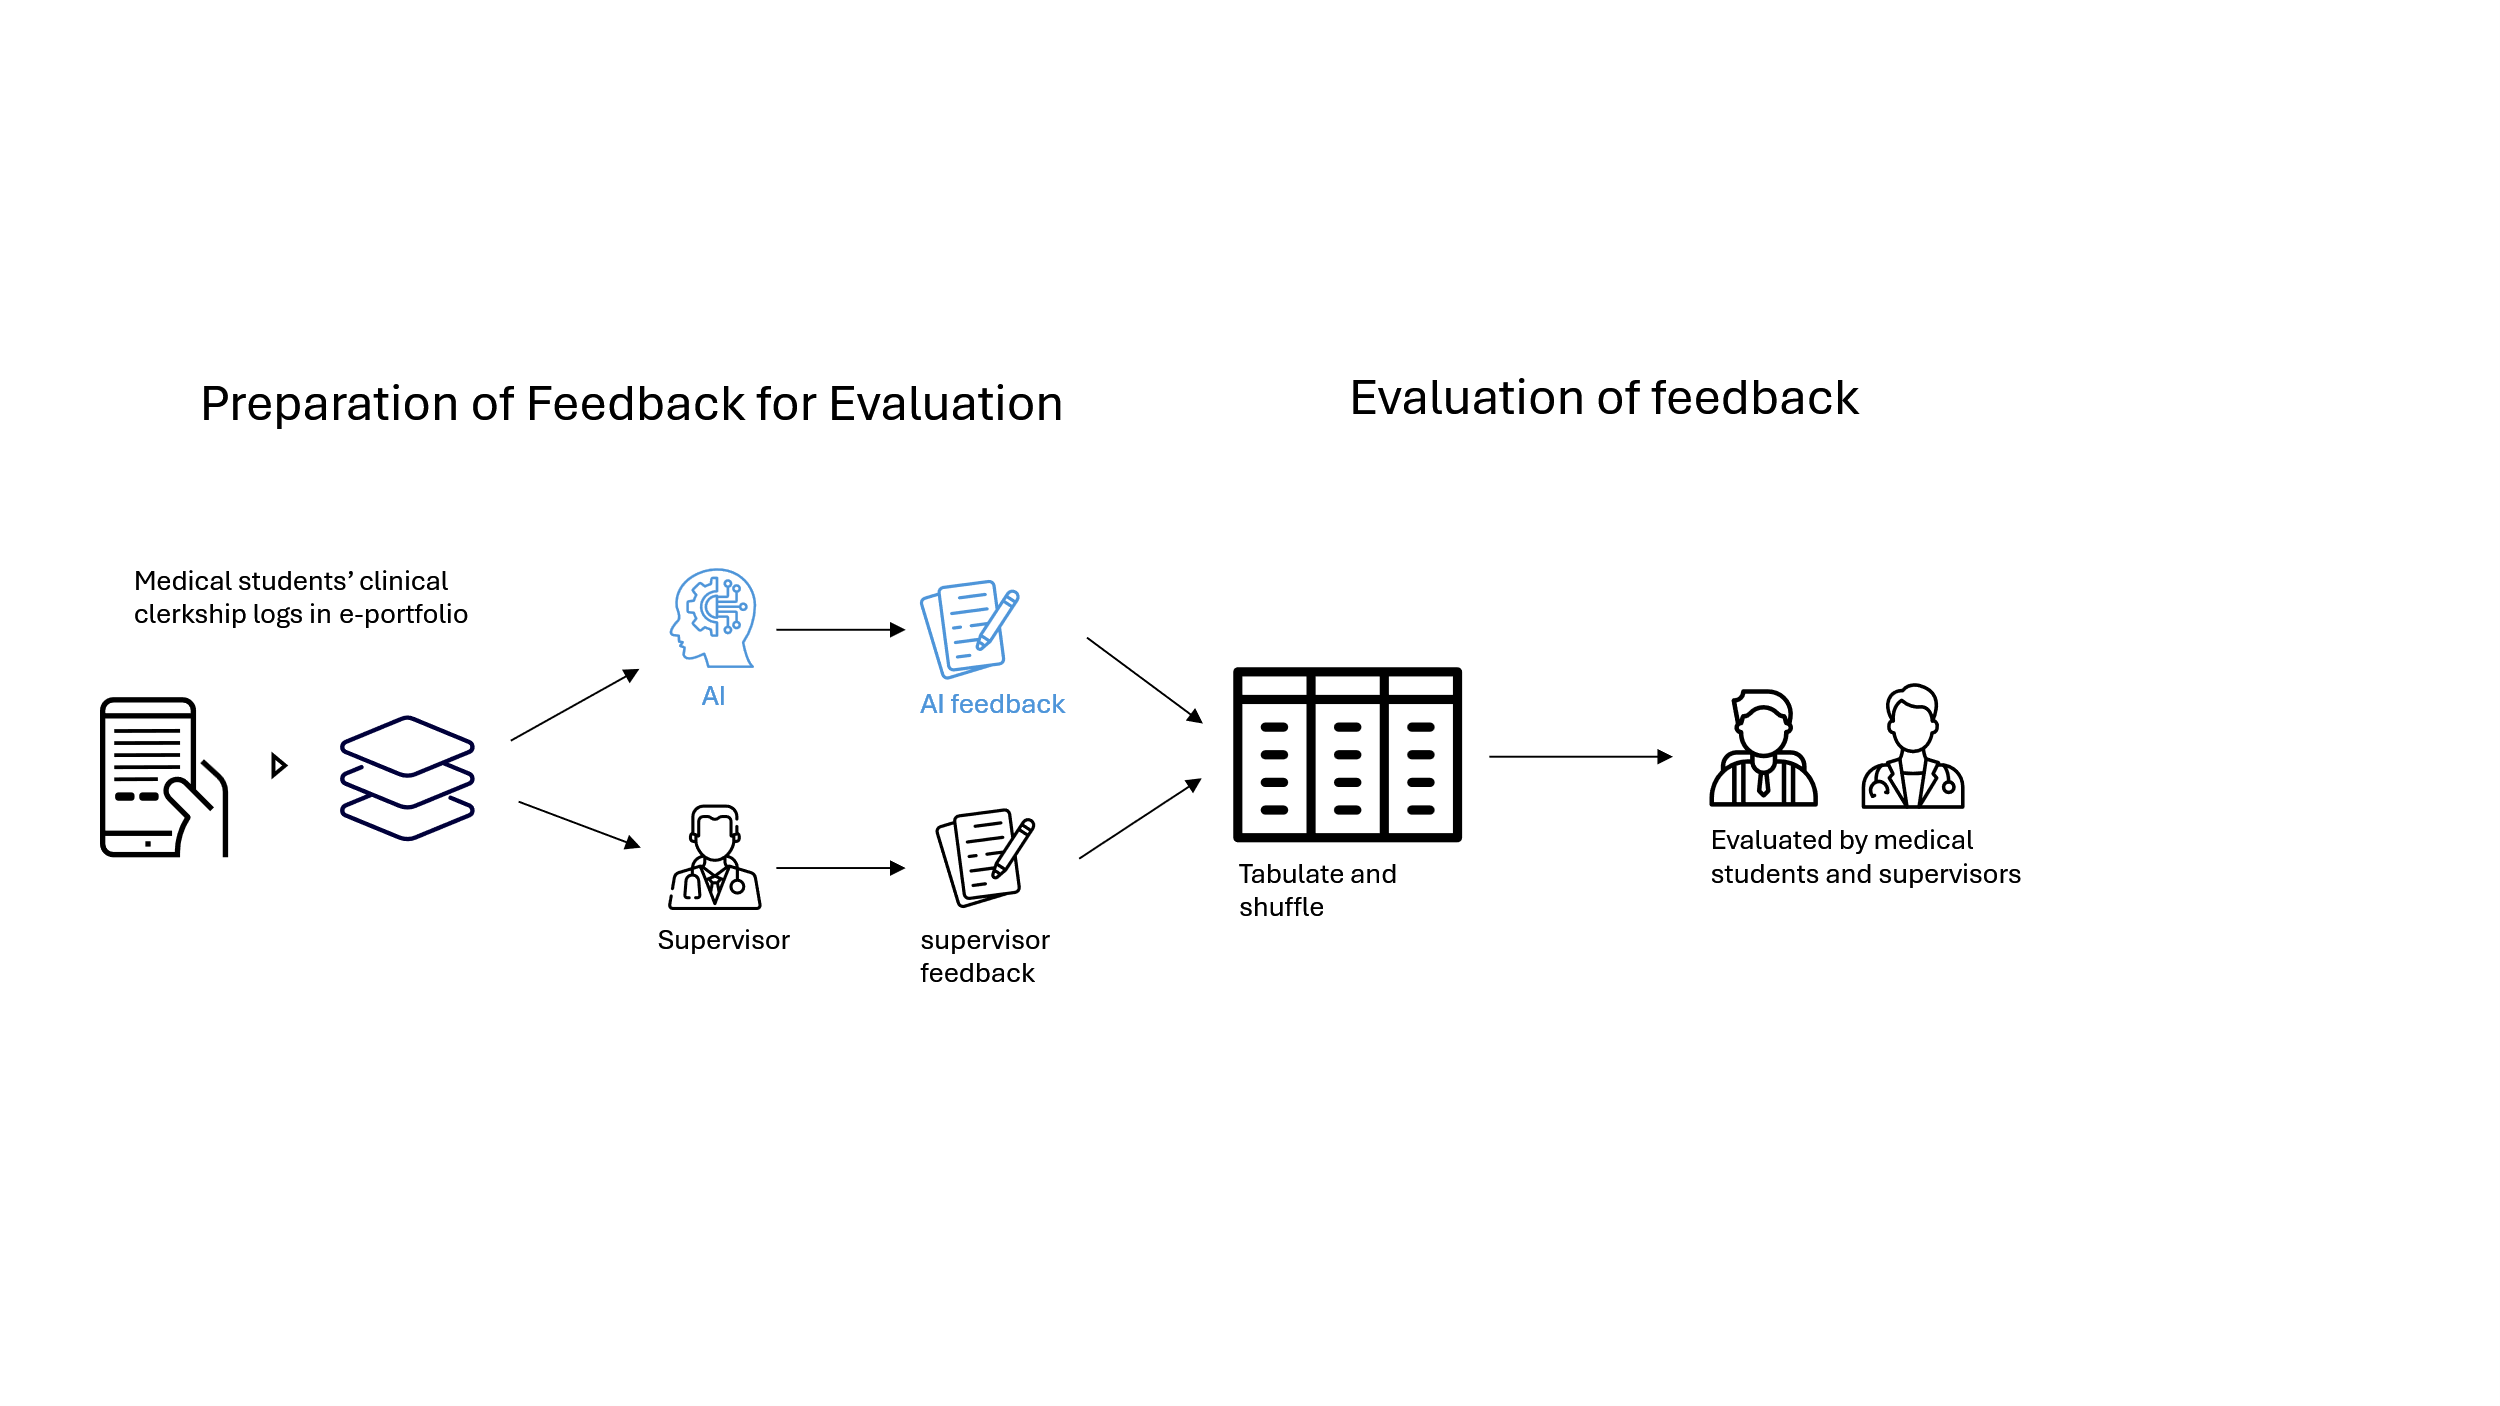 Preparation of Feedback for Evaluation
Evaluation of feedback
Medical students’ clinical
clerkship logs in e-portfolio
AI
AI feedback
Supervisor
supervisor
feedback
Tabulate and
shuffle
Evaluated by medical
students and supervisors